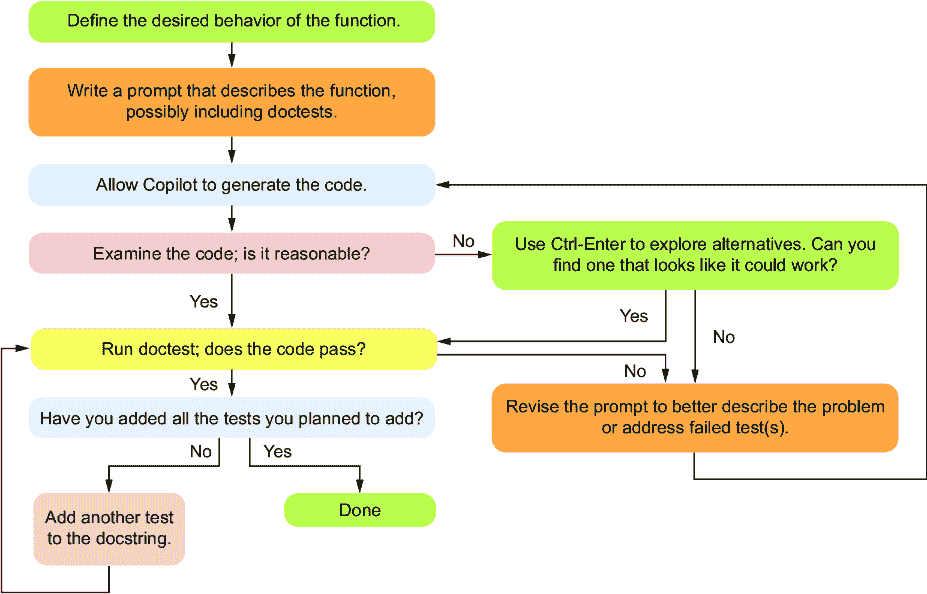 Define the desired behavior of the function.
Write a prompt that describes the function,
possibly including doctests.
Allow Copilot to generate the code.
Examine the code; is it reasonable?
No
Use Ctrl-Enter to explore alternatives. Can you
find one that looks like it could work?
Yes
Yes
No
Run doctest; does the code pass?
No
Yes
Revise the prompt to better describe the problem
or address failed test(s).
Have you added all the tests you planned to add?
No
Yes
Add another test
to the docstring.
Done